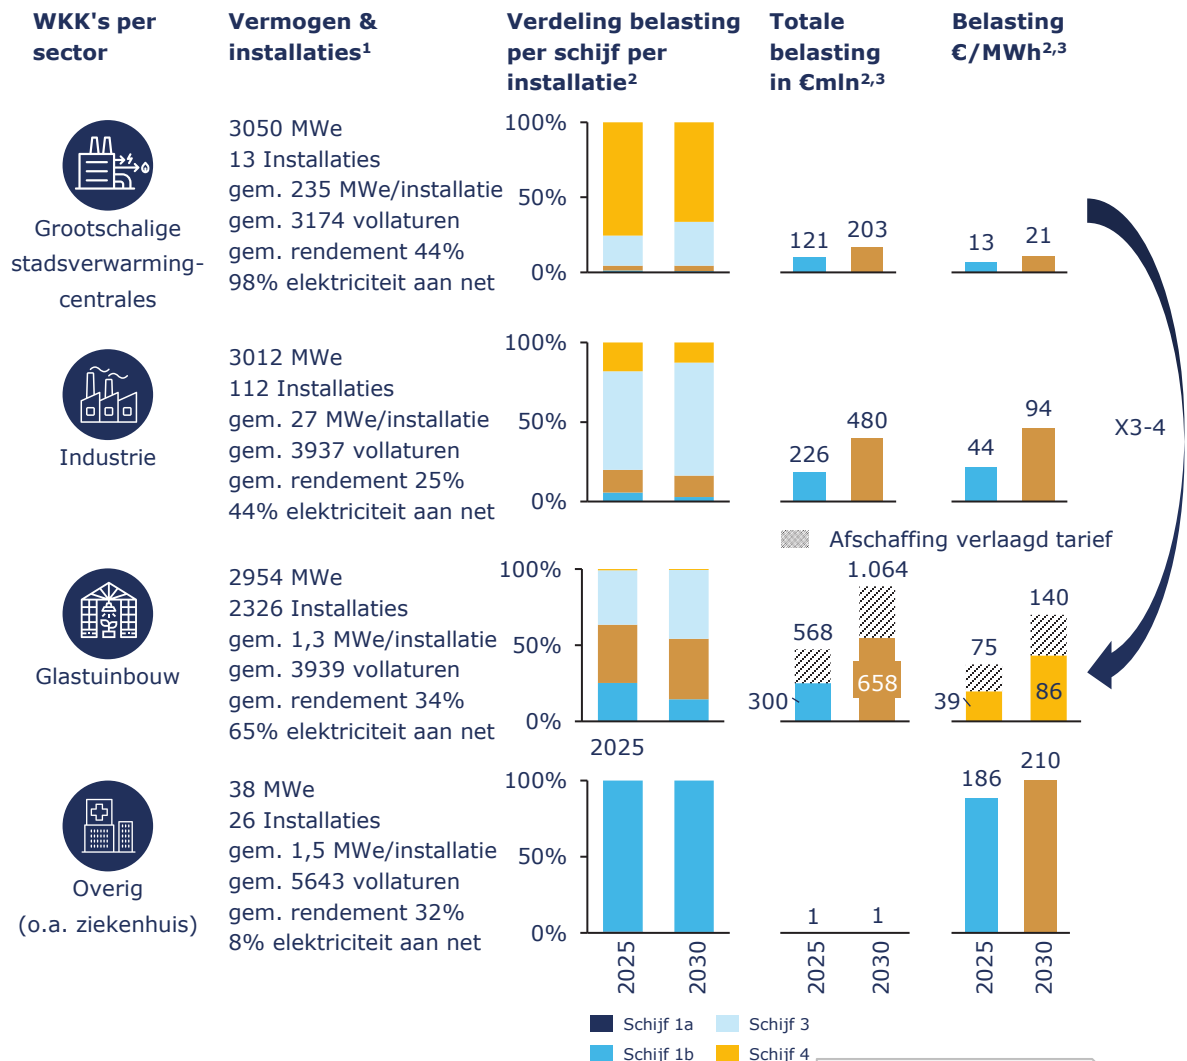 WKK's per
sector
Vermogen &
installaties¹
Verdeling belasting
per schijf per
installatie²
Totale
belasting
in €mln²,³
Belasting
€/MWh²,³
Grootschalige
stadsverwarming-
centrales
3050 MWe
13 Installaties
gem. 235 MWe/installatie
gem. 3174 vollaturen
gem. rendement 44%
98% elektriciteit aan net
100%
50%
0%
121
203
13
21
Industrie
3012 MWe
112 Installaties
gem. 27 MWe/installatie
gem. 3937 vollaturen
gem. rendement 25%
44% elektriciteit aan net
100%
50%
0%
226
480
44
94
X3-4
Afschaffing verlaagd tarief
Glastuinbouw
2954 MWe
2326 Installaties
gem. 1,3 MWe/installatie
gem. 3939 vollaturen
gem. rendement 34%
65% elektriciteit aan net
100%
50%
0%
568
300
1.064
658
75
39
140
86
2025
Overig
(o.a. ziekenhuis)
38 MWe
26 Installaties
gem. 1,5 MWe/installatie
gem. 5643 vollaturen
gem. rendement 32%
8% elektriciteit aan net
100%
50%
0%
1
1
186
210
2025
2030
2025
2030
2025
2030
Schijf 1a
Schijf 3
Schijf 1b
Schijf 4